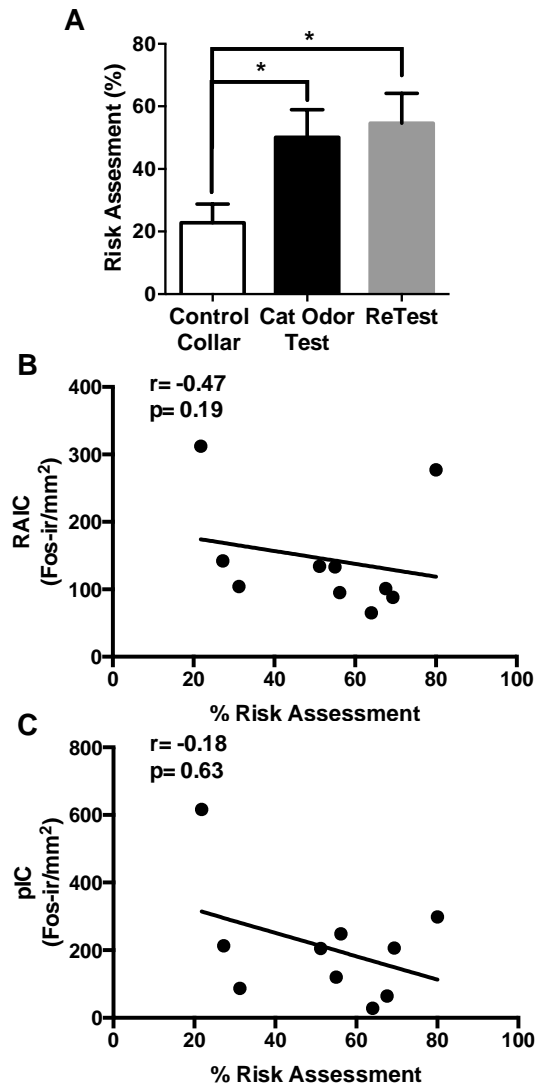 A
Risk Assesment (%)
80
60
40
20
0
*
*
Control Collar
Cat Odor Test
ReTest
B
r= -0.47
p= 0.19
RAIC
(Fos-ir/mm²)
400
300
200
100
0
0 20 40 60 80 100
% Risk Assessment
C
r= -0.18
p= 0.63
pIC
(Fos-ir/mm²)
800
600
400
200
0
0 20 40 60 80 100
% Risk Assessment